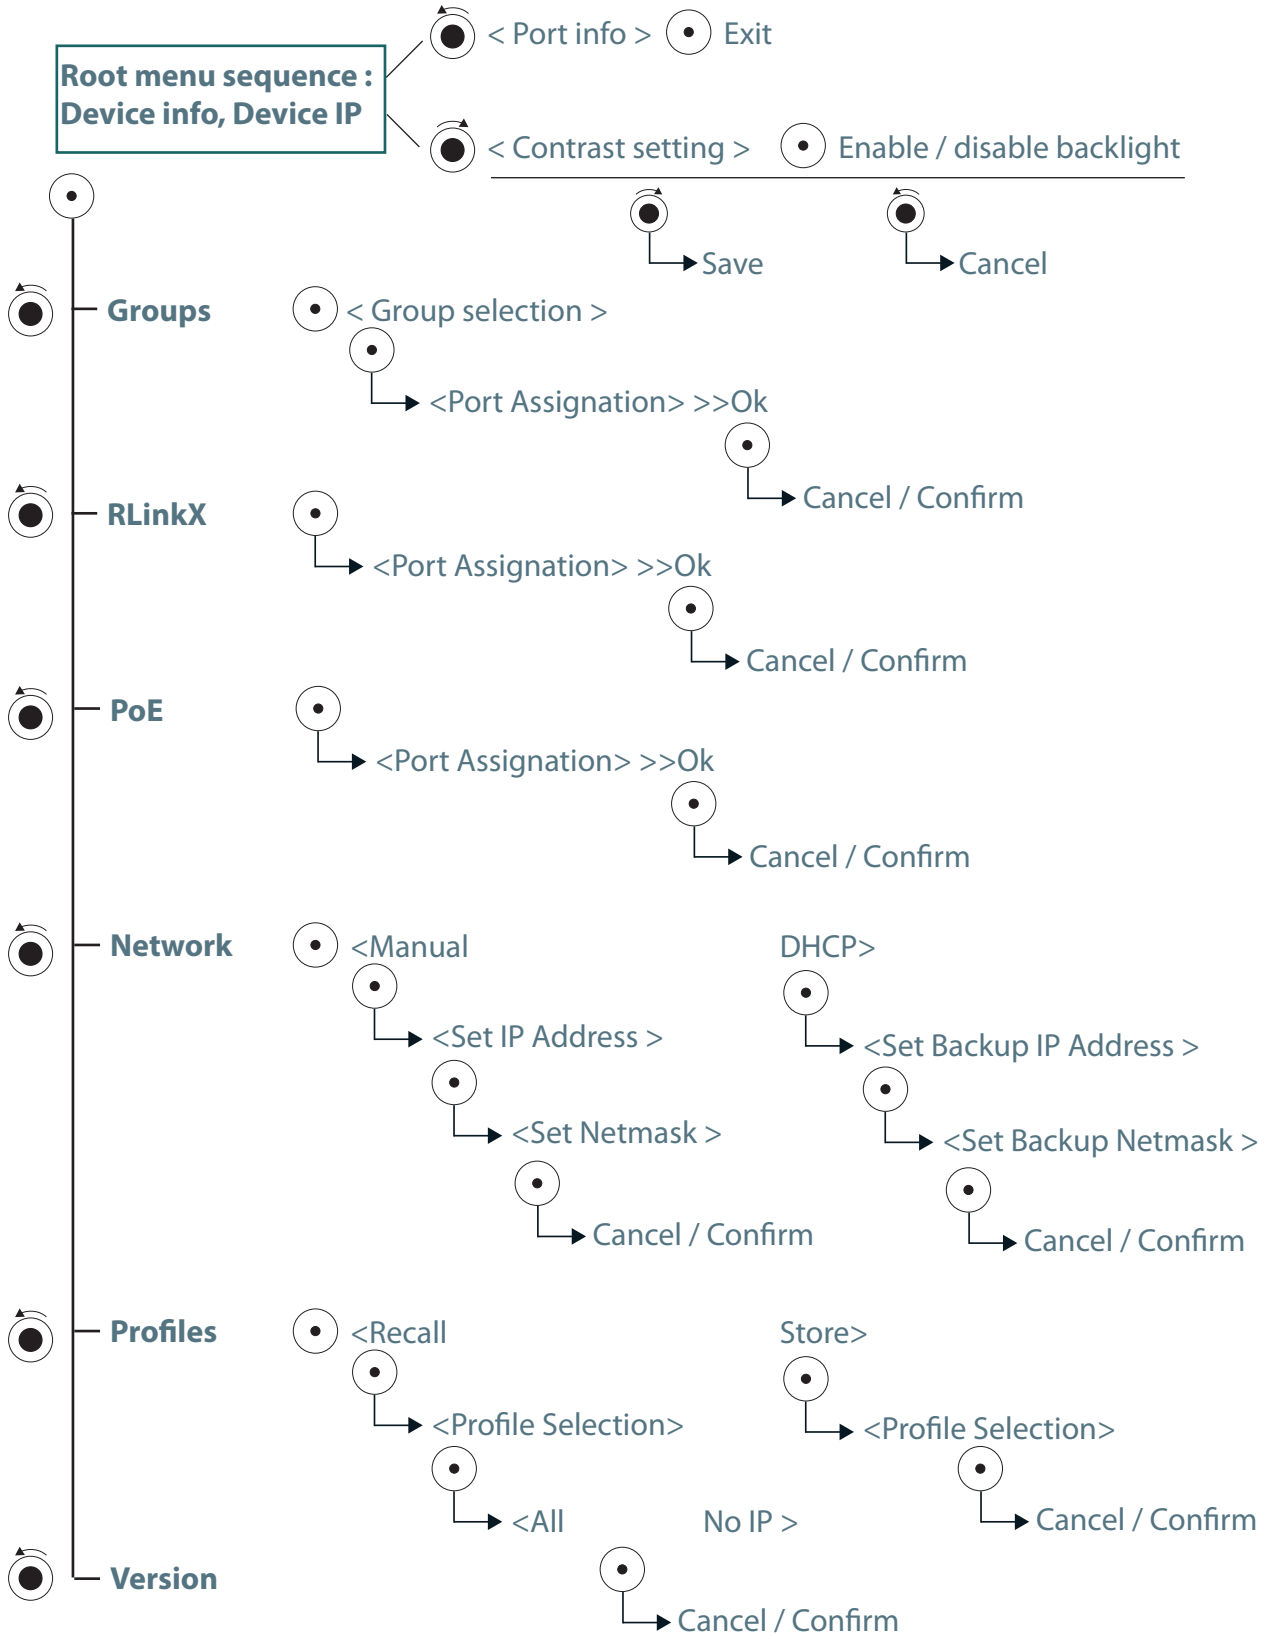 < Port info > Exit
Root menu sequence :
Device info, Device IP
< Contrast setting > Enable / disable backlight
Save Cancel
Groups < Group selection >
<Port Assignation> >>Ok
Cancel / Confirm
RLinkX
<Port Assignation> >>Ok
Cancel / Confirm
PoE
<Port Assignation> >>Ok
Cancel / Confirm
Network <Manual DHCP>
<Set IP Address > <Set Backup IP Address >
<Set Netmask > <Set Backup Netmask >
Cancel / Confirm Cancel / Confirm
Profiles <Recall Store>
<Profile Selection> <Profile Selection>
<All No IP > Cancel / Confirm
Version
Cancel / Confirm